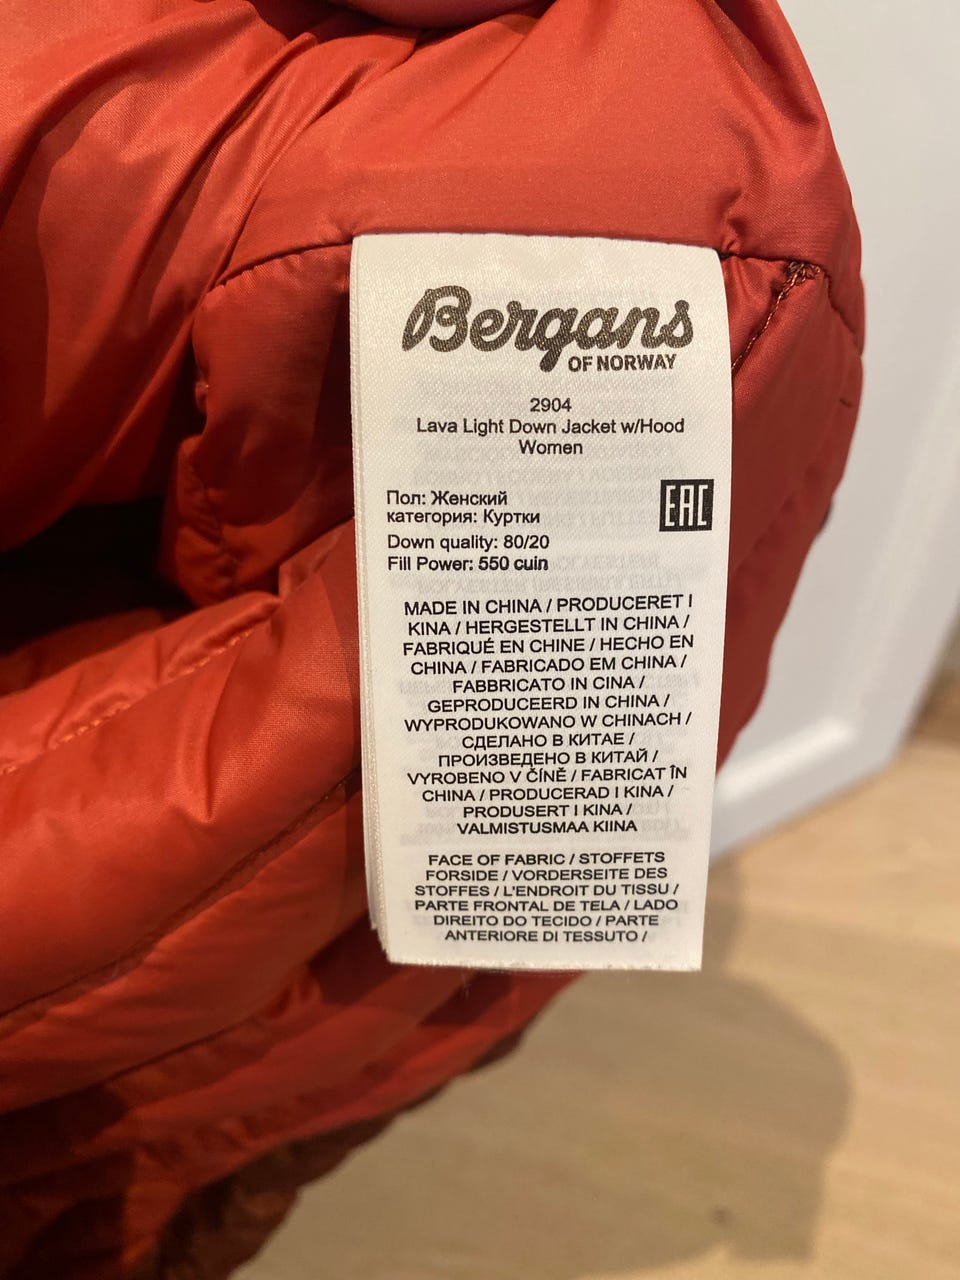 Bergans
OF NORWAY
2904
Lava Light Down Jacket w/Hood
Women
Пол: Женский
категория: Куртки
EAC
Down quality: 80/20
Fill Power: 550 cuin
MADE IN CHINA / PRODUCERET I
KINA / HERGESTELLT IN CHINA /
FABRIQUÉ EN CHINE / HECHO EN
CHINA / FABRICADO EM CHINA /
FABBRICATO IN CINA /
GEPRODUCEERD IN CHINA /
WYPRODUKOWANO W CHINACH /
СДЕЛАНО В КИТАЕ /
ПРОИЗВЕДЕНО В КИТАЙ /
VYROBENO V ČÍNĚ / FABRICAT ÎN
CHINA / PRODUCERAD I KINA /
PRODUSERT I KINA /
VALMISTUSMAA KIINA
FACE OF FABRIC / STOFFETS
FORSIDE / VORDERSEITE DES
STOFFES / L'ENDROIT DU TISSU /
PARTE FRONTAL DE TELA / LADO
DIREITO DO TECIDO / PARTE
ANTERIORE DI TESSUTO /